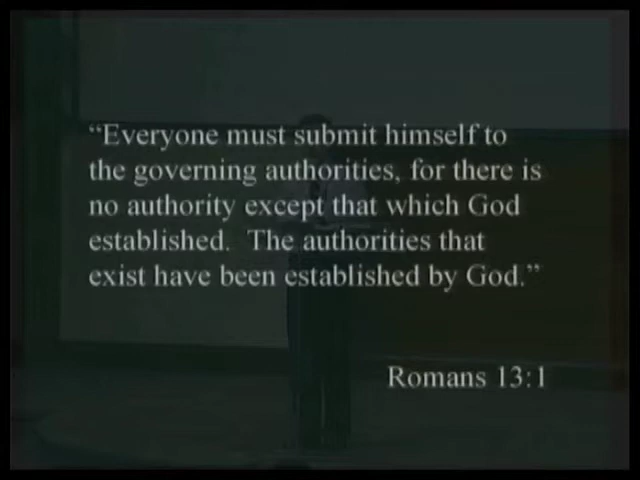 “Everyone must submit himself to
the governing authorities, for there is
no authority except that which God
established.  The authorities that
exist have been established by God.”
Romans 13:1